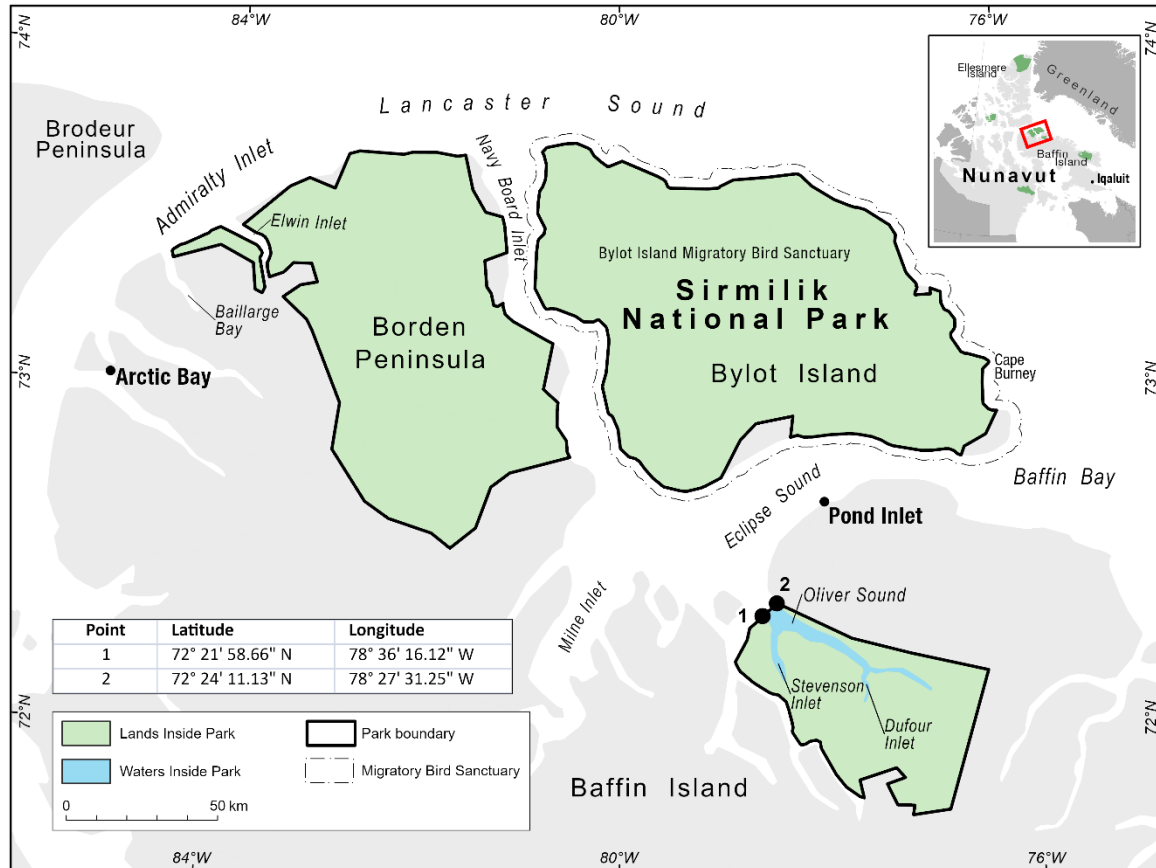 84°W
80°W
76°W
74°N
74°N
Lancaster Sound
Brodeur
Peninsula
Admiralty Inlet
Navy Board Inlet
Elwin Inlet
Ellesmere
Island
Greenland
Baffin
Island
Nunavut
Iqaluit
Bylot Island Migratory Bird Sanctuary
Sirmilik
National Park
Baillarge
Bay
Borden
Peninsula
Bylot Island
Cape
Burney
73°N
73°N
Arctic Bay
Baffin Bay
Eclipse Sound
Pond Inlet
Milne Inlet
1
2
Oliver Sound
Stevenson
Inlet
Dufour
Inlet
Point Latitude Longitude
1 72° 21' 58.66" N 78° 36' 16.12" W
2 72° 24' 11.13" N 78° 27' 31.25" W
72°N
72°N
Lands Inside Park
Park boundary
Waters Inside Park
Migratory Bird Sanctuary
0 50 km
Baffin Island
84°W
80°W
76°W